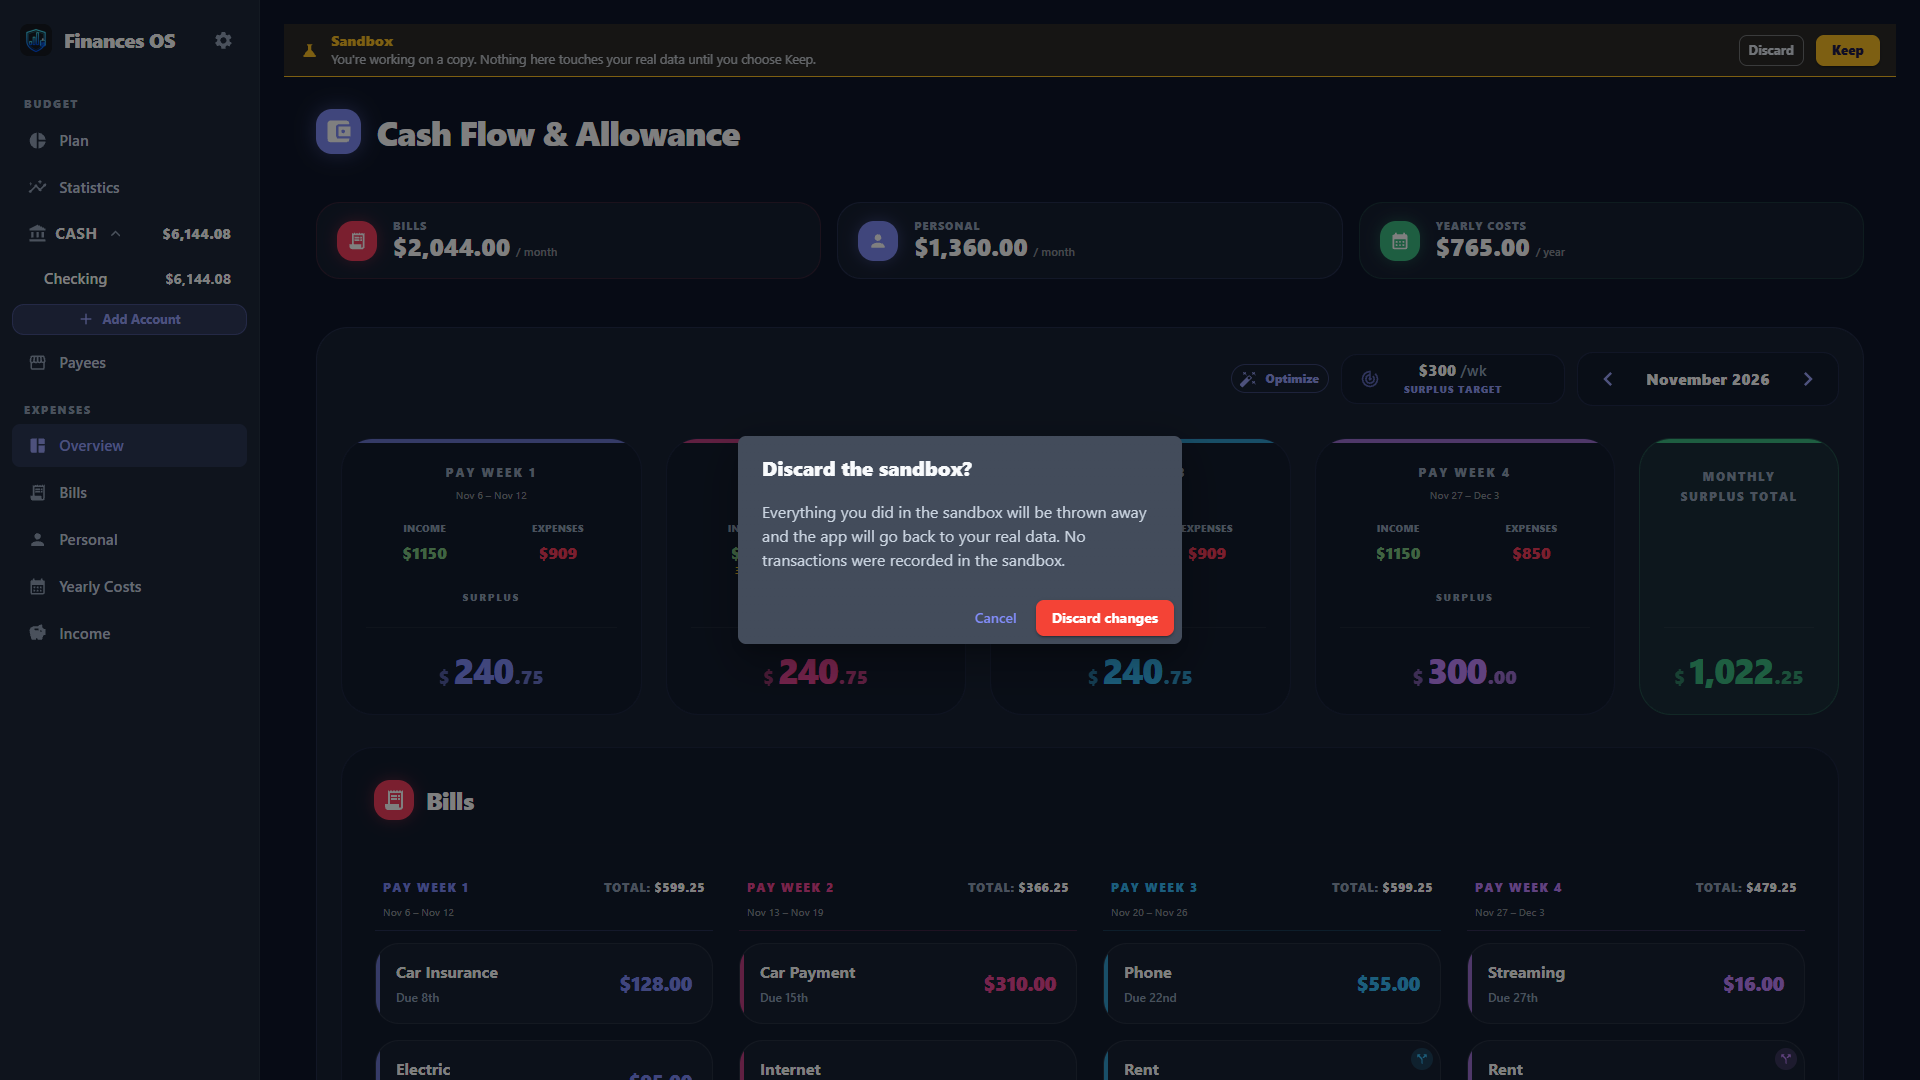 Finances OS
BUDGET
Plan
Statistics
CASH $6,144.08
Checking $6,144.08
+ Add Account
Payees
EXPENSES
Overview
Bills
Personal
Yearly Costs
Income
Sandbox
You're working on a copy. Nothing here touches your real data until you choose Keep.
Discard
Keep
Cash Flow & Allowance
BILLS
$2,044.00 / month
PERSONAL
$1,360.00 / month
YEARLY COSTS
$765.00 / year
Optimize
$300 /wk
SURPLUS TARGET
November 2026
PAY WEEK 1
Nov 6 – Nov 12
INCOME EXPENSES
$1150 $909
SURPLUS
$240.75
$240.75
EXPENSES
$909
$240.75
PAY WEEK 4
Nov 27 – Dec 3
INCOME EXPENSES
$1150 $850
SURPLUS
$300.00
MONTHLY
SURPLUS TOTAL
$1,022.25
Discard the sandbox?
Everything you did in the sandbox will be thrown away
and the app will go back to your real data. No
transactions were recorded in the sandbox.
Cancel
Discard changes
Bills
PAY WEEK 1 TOTAL: $599.25
Nov 6 – Nov 12
Car Insurance
Due 8th
$128.00
Electric
PAY WEEK 2 TOTAL: $366.25
Nov 13 – Nov 19
Car Payment
Due 15th
$310.00
Internet
PAY WEEK 3 TOTAL: $599.25
Nov 20 – Nov 26
Phone
Due 22nd
$55.00
Rent
PAY WEEK 4 TOTAL: $479.25
Nov 27 – Dec 3
Streaming
Due 27th
$16.00
Rent